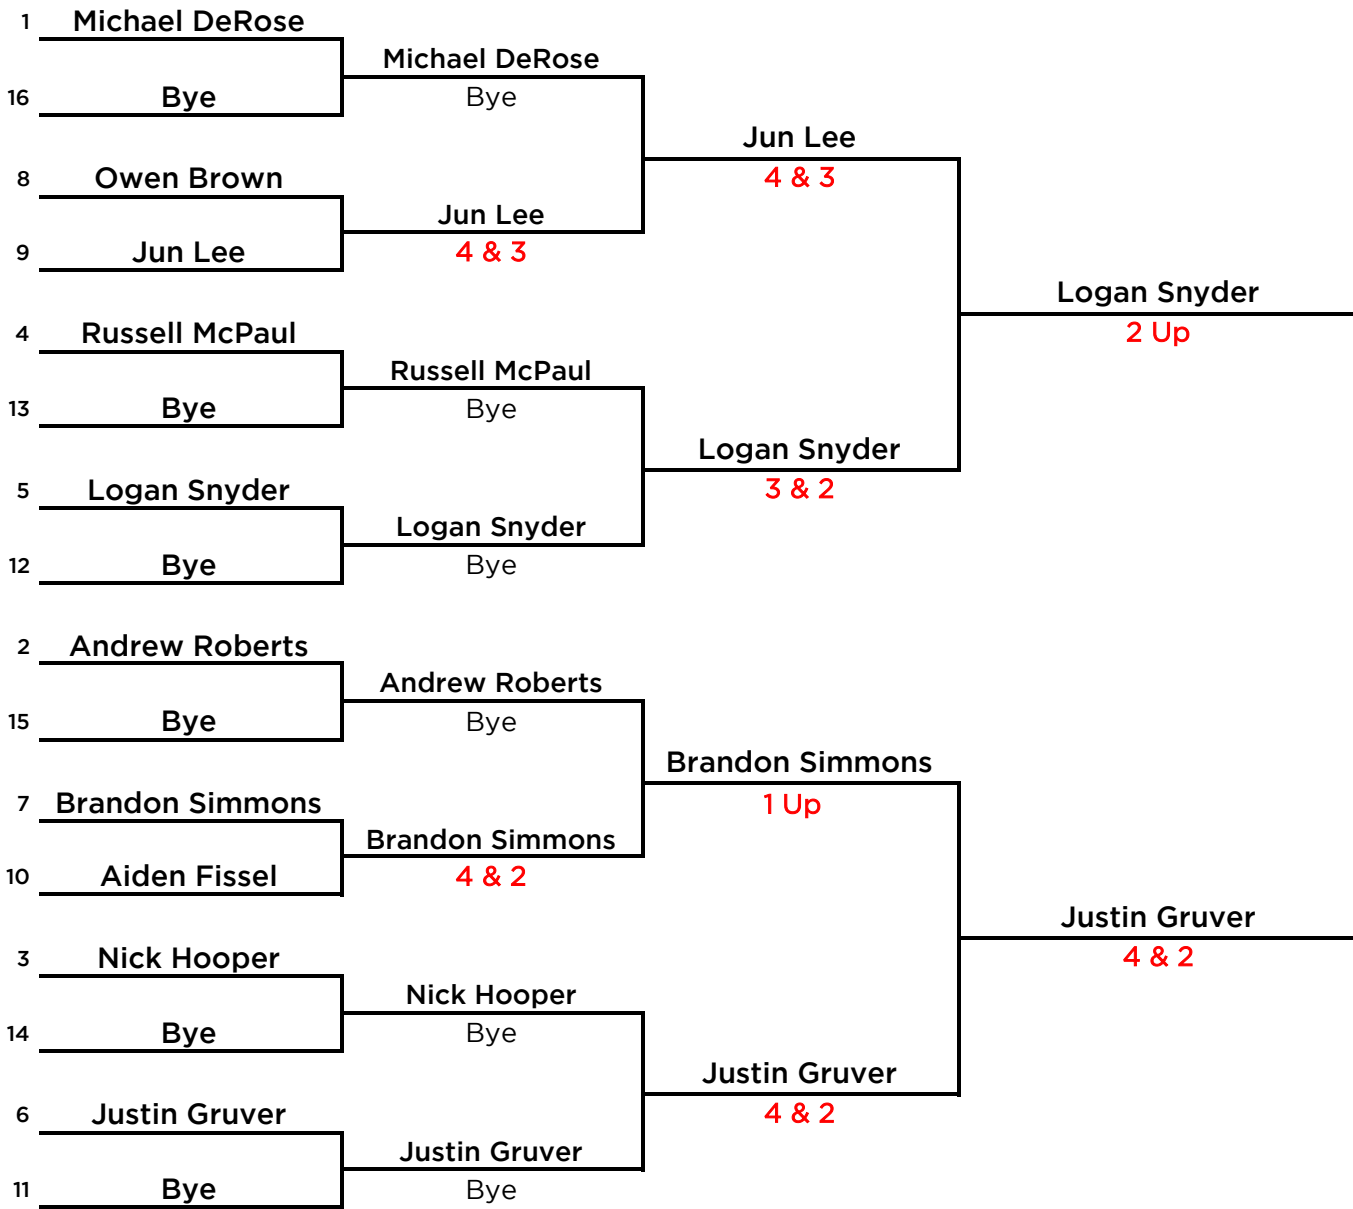 1 Michael DeRose
16 Bye
Michael DeRose
Bye
8 Owen Brown
9 Jun Lee
Jun Lee
4 & 3
Jun Lee
4 & 3
4 Russell McPaul
13 Bye
Russell McPaul
Bye
5 Logan Snyder
12 Bye
Logan Snyder
Bye
Logan Snyder
3 & 2
Logan Snyder
2 Up
2 Andrew Roberts
15 Bye
Andrew Roberts
Bye
7 Brandon Simmons
10 Aiden Fissel
Brandon Simmons
4 & 2
Brandon Simmons
1 Up
3 Nick Hooper
14 Bye
Nick Hooper
Bye
6 Justin Gruver
11 Bye
Justin Gruver
Bye
Justin Gruver
4 & 2
Justin Gruver
4 & 2